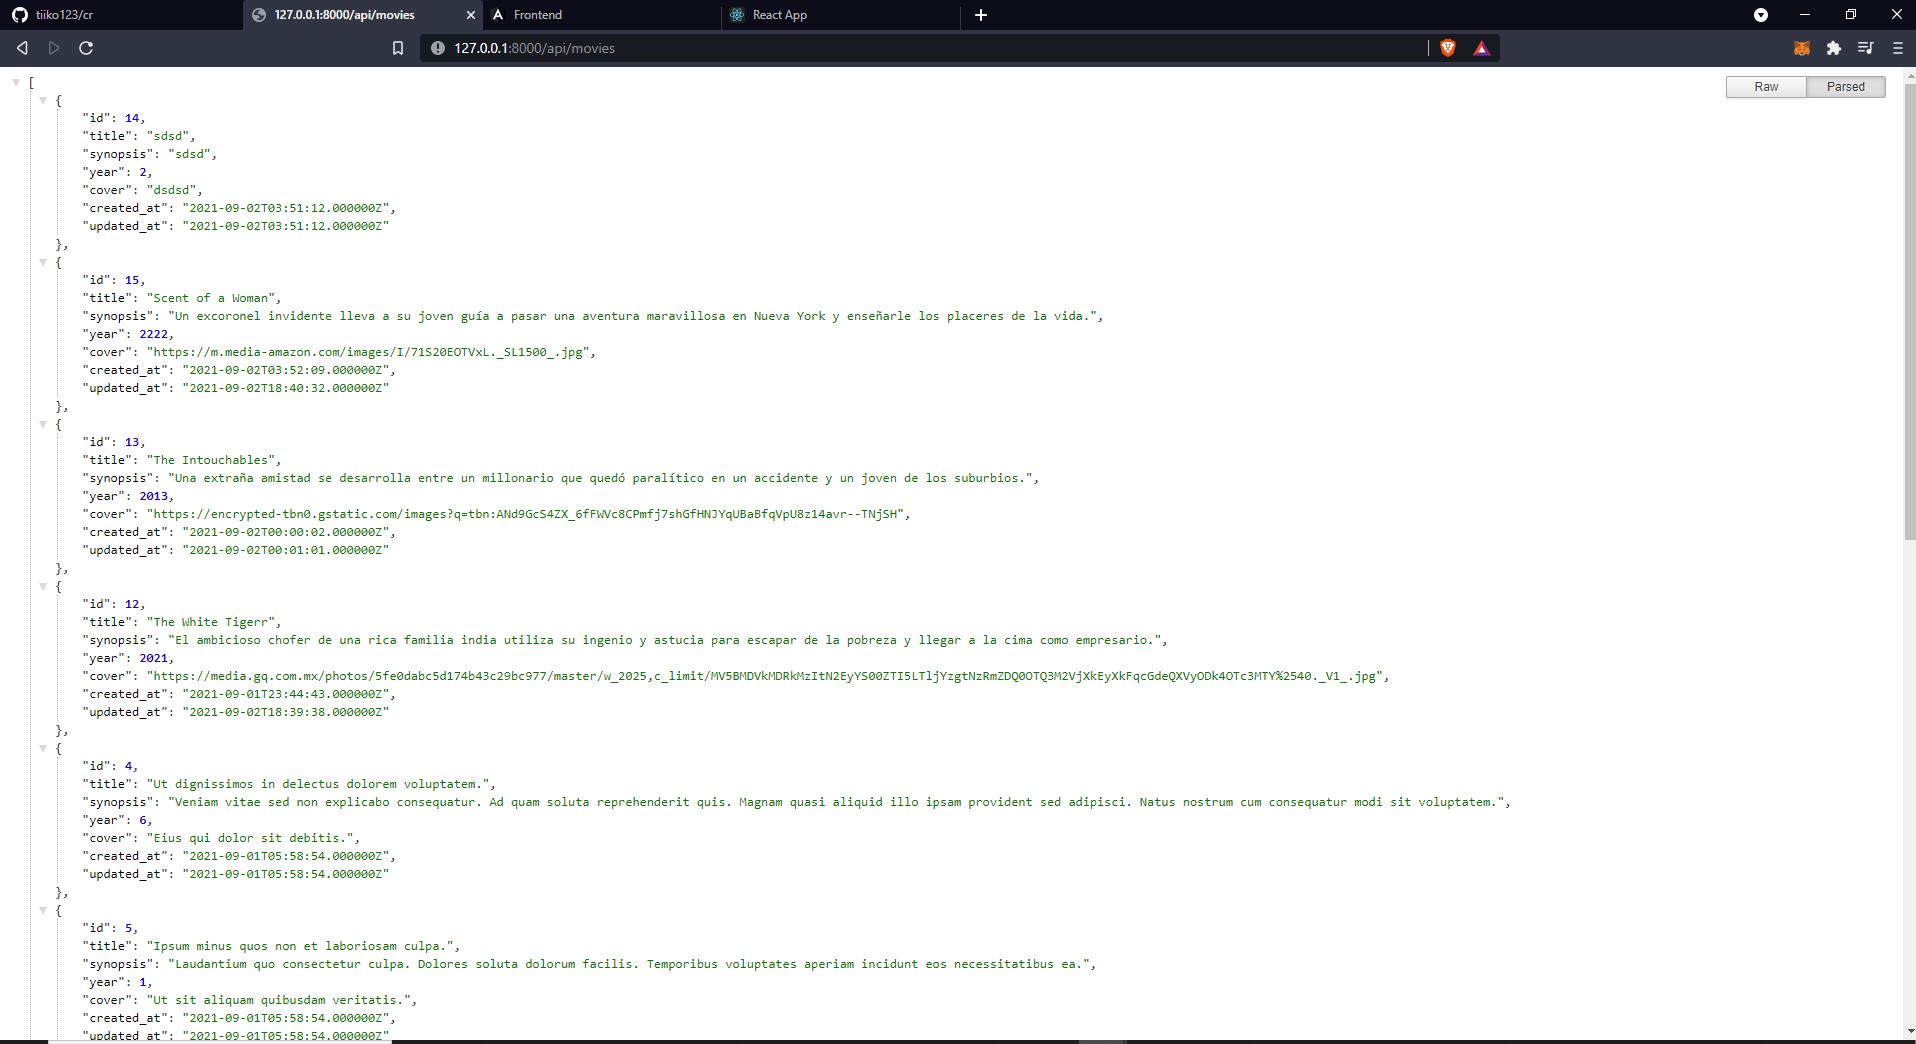 tiiko123/cr
127.0.0.1:8000/api/movies
Frontend
React App
127.0.0.1:8000/api/movies
Raw
Parsed
[
{
"id": 14,
"title": "sdsd",
"synopsis": "sdsd",
"year": 2,
"cover": "dsdsd",
"created_at": "2021-09-02T03:51:12.000000Z",
"updated_at": "2021-09-02T03:51:12.000000Z"
},
{
"id": 15,
"title": "Scent of a Woman",
"synopsis": "Un excoronel invidente lleva a su joven guía a pasar una aventura maravillosa en Nueva York y enseñarle los placeres de la vida.",
"year": 2222,
"cover": "https://m.media-amazon.com/images/I/71S20EOTVxL._SL1500_.jpg",
"created_at": "2021-09-02T03:52:09.000000Z",
"updated_at": "2021-09-02T18:40:32.000000Z"
},
{
"id": 13,
"title": "The Intouchables",
"synopsis": "Una extraña amistad se desarrolla entre un millonario que quedó paralítico en un accidente y un joven de los suburbios.",
"year": 2013,
"cover": "https://encrypted-tbn0.gstatic.com/images?q=tbn:ANd9GcS4ZX_6fFWVc8CPmfj7shGfHNJYqUBaBfqVpU8z14avr--TNjSH",
"created_at": "2021-09-02T00:00:02.000000Z",
"updated_at": "2021-09-02T00:01:01.000000Z"
},
{
"id": 12,
"title": "The White Tigerr",
"synopsis": "El ambicioso chofer de una rica familia india utiliza su ingenio y astucia para escapar de la pobreza y llegar a la cima como empresario.",
"year": 2021,
"cover": "https://media.gq.com.mx/photos/5fe0dabc5d174b43c29bc977/master/w_2025,c_limit/MV5BMDVkMDRkMzItN2EyYS00ZTI5LTljYzgtNzRmZDQ0OTQ3M2VjXkEyXkFqcGdeQXVyODk4OTc3MTY%2540._V1_.jpg",
"created_at": "2021-09-01T23:44:43.000000Z",
"updated_at": "2021-09-02T18:39:38.000000Z"
},
{
"id": 4,
"title": "Ut dignissimos in delectus dolorem voluptatem.",
"synopsis": "Veniam vitae sed non explicabo consequatur. Ad quam soluta reprehenderit quis. Magnam quasi aliquid illo ipsam provident sed adipisci. Natus nostrum cum consequatur modi sit voluptatem.",
"year": 6,
"cover": "Eius qui dolor sit debitis.",
"created_at": "2021-09-01T05:58:54.000000Z",
"updated_at": "2021-09-01T05:58:54.000000Z"
},
{
"id": 5,
"title": "Ipsum minus quos non et laboriosam culpa.",
"synopsis": "Laudantium quo consectetur culpa. Dolores soluta dolorum facilis. Temporibus voluptates aperiam incidunt eos necessitatibus ea.",
"year": 1,
"cover": "Ut sit aliquam quibusdam veritatis.",
"created_at": "2021-09-01T05:58:54.000000Z",
"updated_at": "2021-09-01T05:58:54.000000Z"